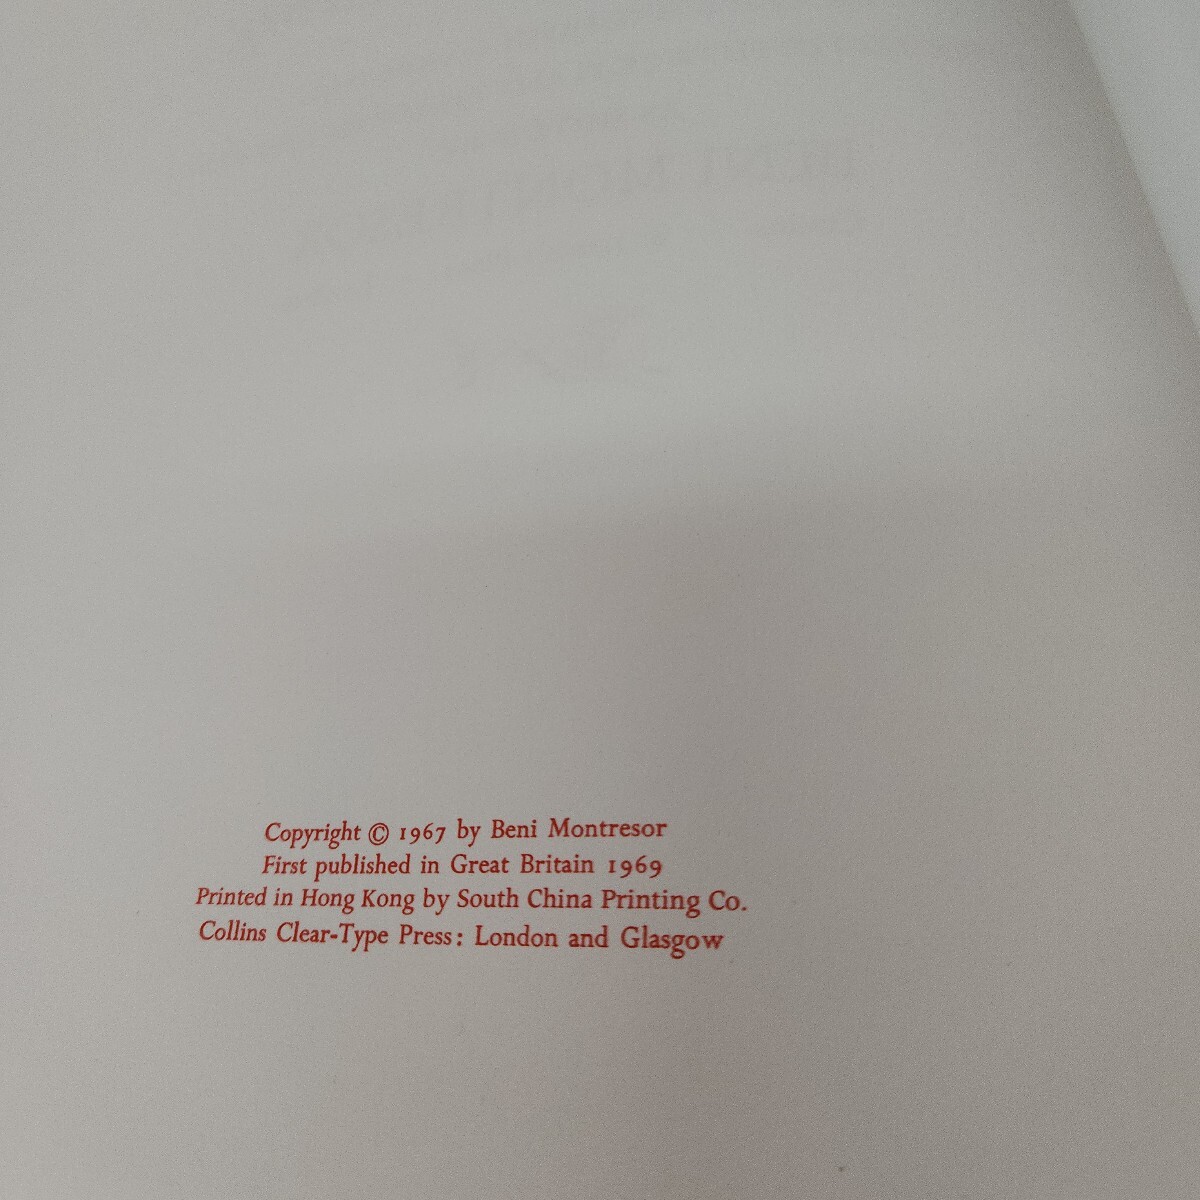 Copyright © 1967 by Beni Montresor
First published in Great Britain 1969
Printed in Hong Kong by South China Printing Co.
Collins Clear-Type Press: London and Glasgow